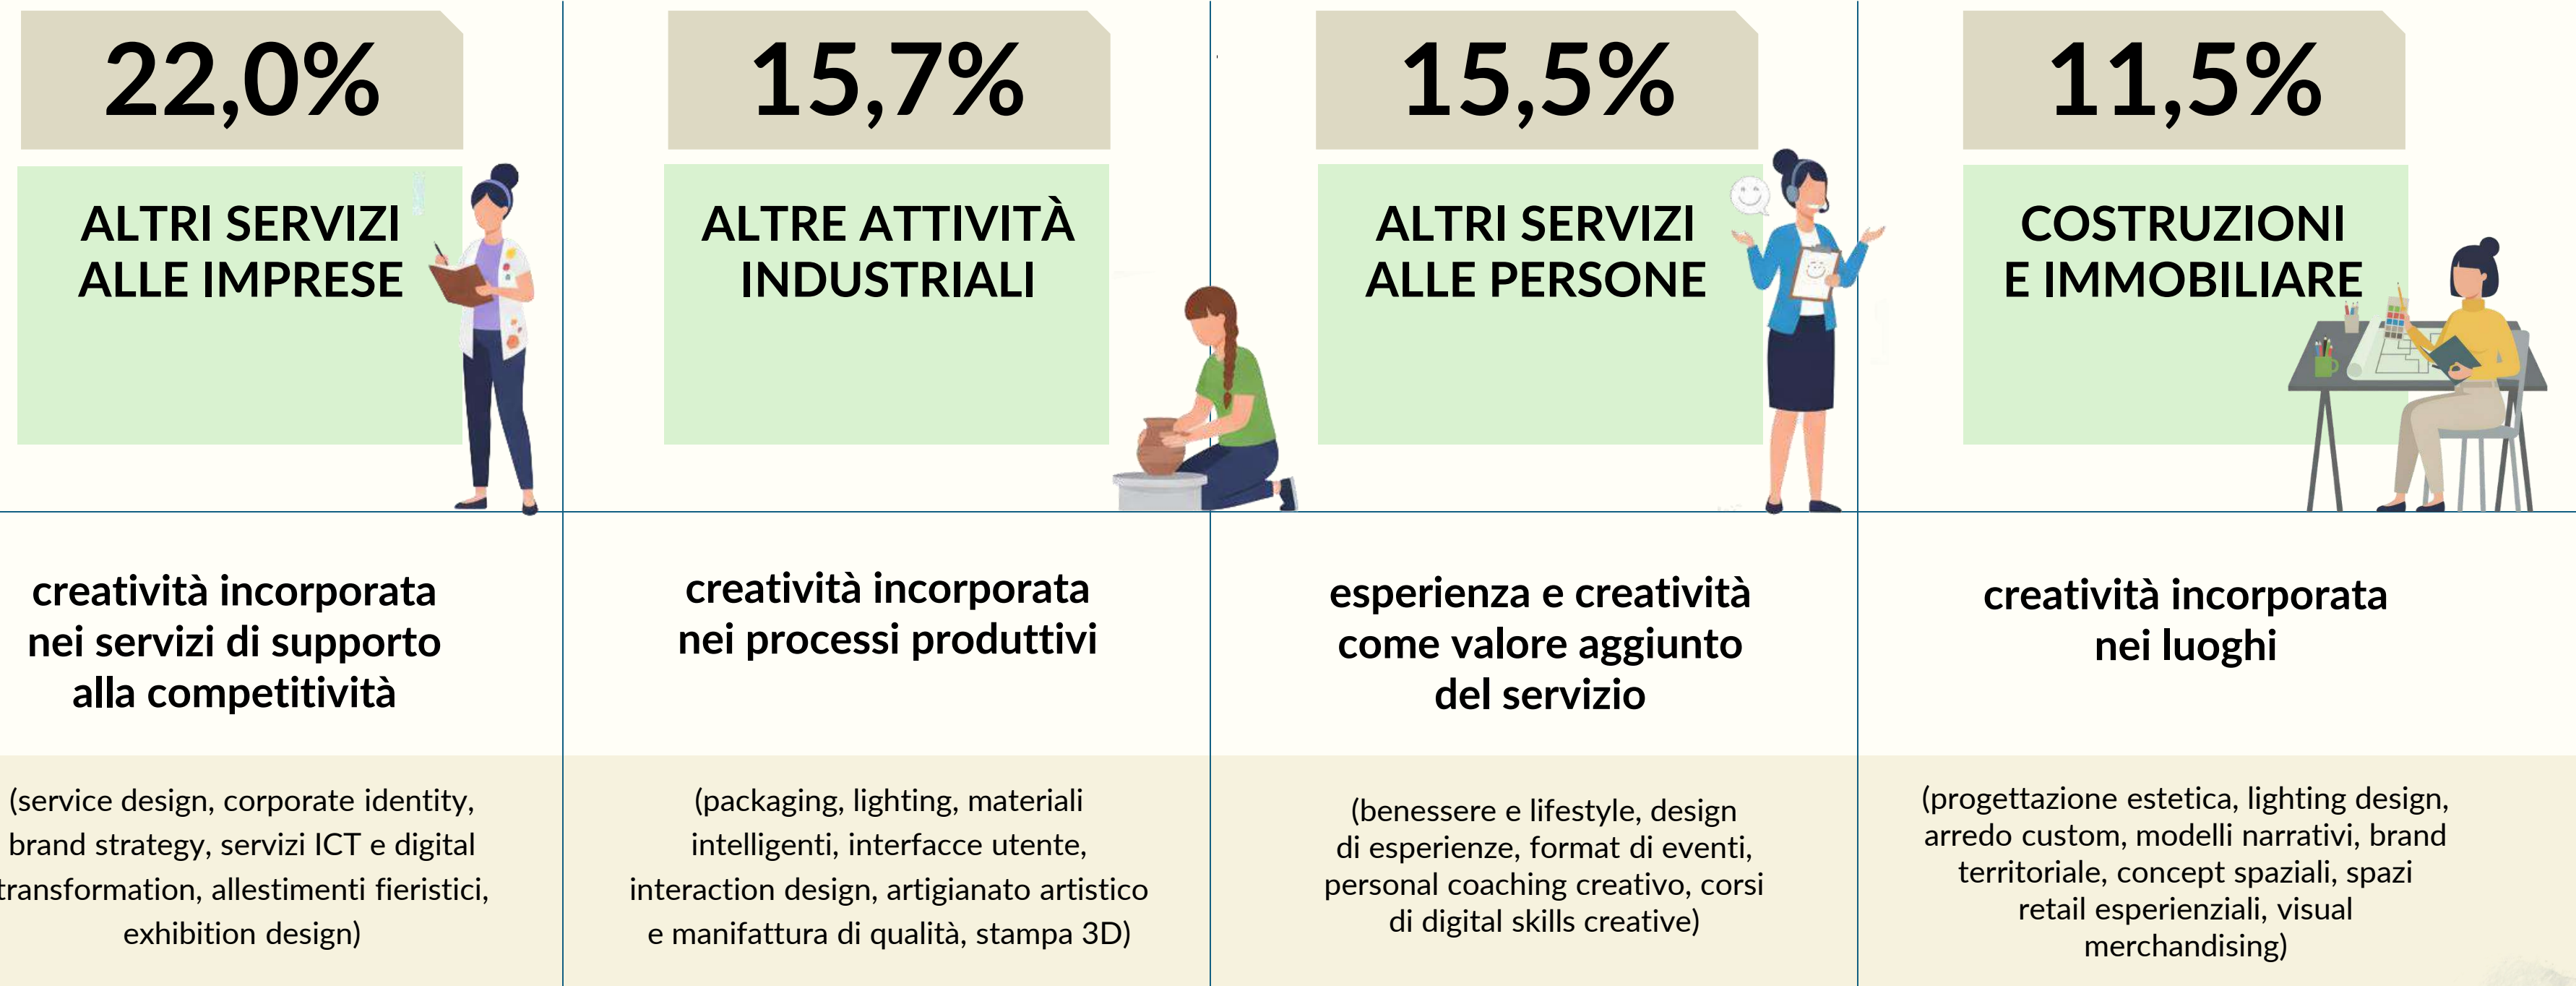 22,0%
ALTRI SERVIZI
ALLE IMPRESE
creatività incorporata
nei servizi di supporto
alla competitività
(service design, corporate identity,
brand strategy, servizi ICT e digital
transformation, allestimenti fieristici,
exhibition design)
15,7%
ALTRE ATTIVITÀ
INDUSTRIALI
creatività incorporata
nei processi produttivi
(packaging, lighting, materiali
intelligenti, interfacce utente,
interaction design, artigianato artistico
e manifattura di qualità, stampa 3D)
15,5%
ALTRI SERVIZI
ALLE PERSONE
esperienza e creatività
come valore aggiunto
del servizio
(benessere e lifestyle, design
di esperienze, format di eventi,
personal coaching creativo, corsi
di digital skills creative)
11,5%
COSTRUZIONI
E IMMOBILIARE
creatività incorporata
nei luoghi
(progettazione estetica, lighting design,
arredo custom, modelli narrativi, brand
territoriale, concept spaziali, spazi
retail esperienziali, visual
merchandising)